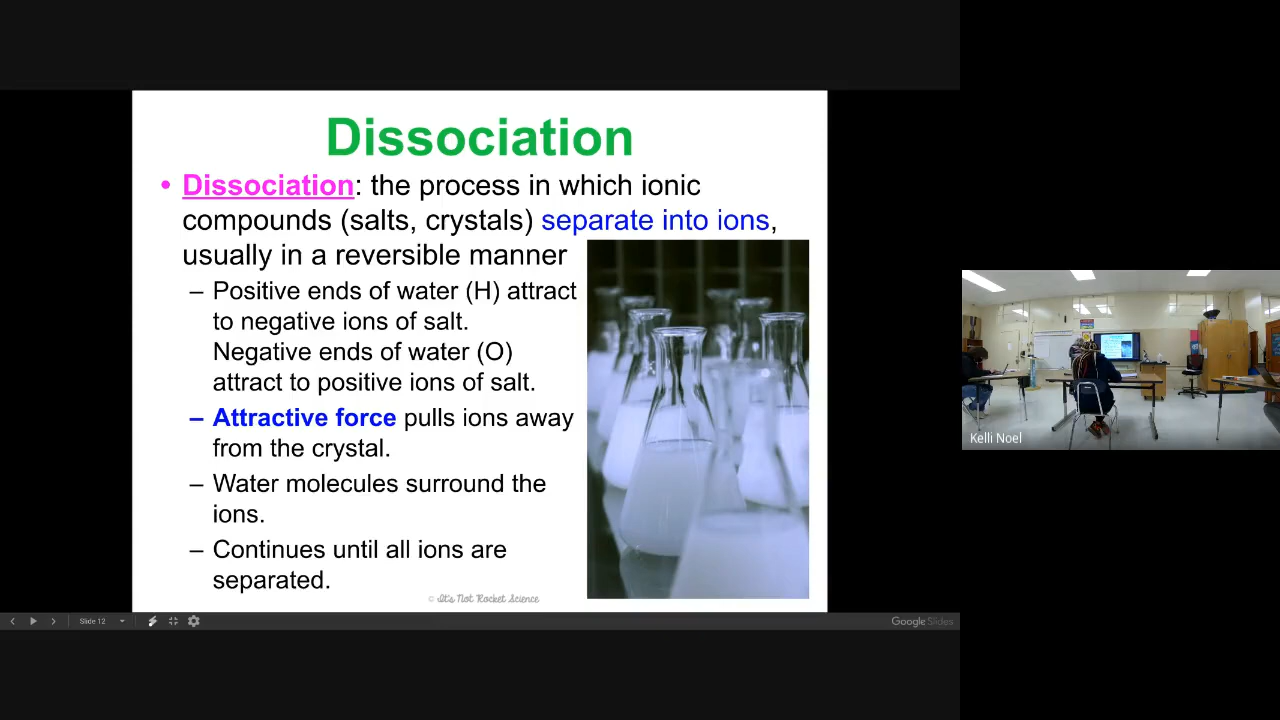 Dissociation
• Dissociation: the process in which ionic
compounds (salts, crystals) separate into ions,
usually in a reversible manner
– Positive ends of water (H) attract
to negative ions of salt.
Negative ends of water (O)
attract to positive ions of salt.
– Attractive force pulls ions away
from the crystal.
– Water molecules surround the
ions.
– Continues until all ions are
separated.
© It's Not Rocket Science
Slide 12
Google Slides
Kelli Noel